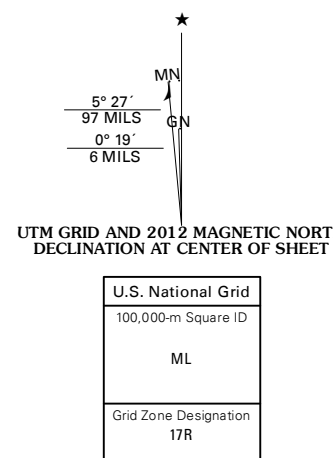 ★
MN
5° 27´
97 MILS
GN
0° 19´
6 MILS
UTM GRID AND 2012 MAGNETIC NORT
DECLINATION AT CENTER OF SHEET
U.S. National Grid
100,000-m Square ID
ML
Grid Zone Designation
17R